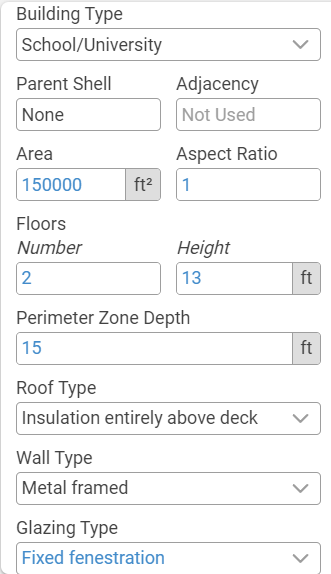 Building Type
School/University
Parent Shell Adjacency
None Not Used
Area Aspect Ratio
150000 ft² 1
Floors
Number Height
2 13 ft
Perimeter Zone Depth
15 ft
Roof Type
Insulation entirely above deck
Wall Type
Metal framed
Glazing Type
Fixed fenestration